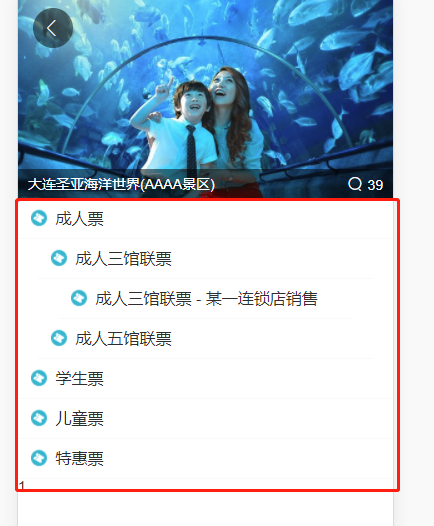 大连圣亚海洋世界(AAAA景区) 39
成人票
成人三馆联票
成人三馆联票 - 某一连锁店销售
成人五馆联票
学生票
儿童票
特惠票
1